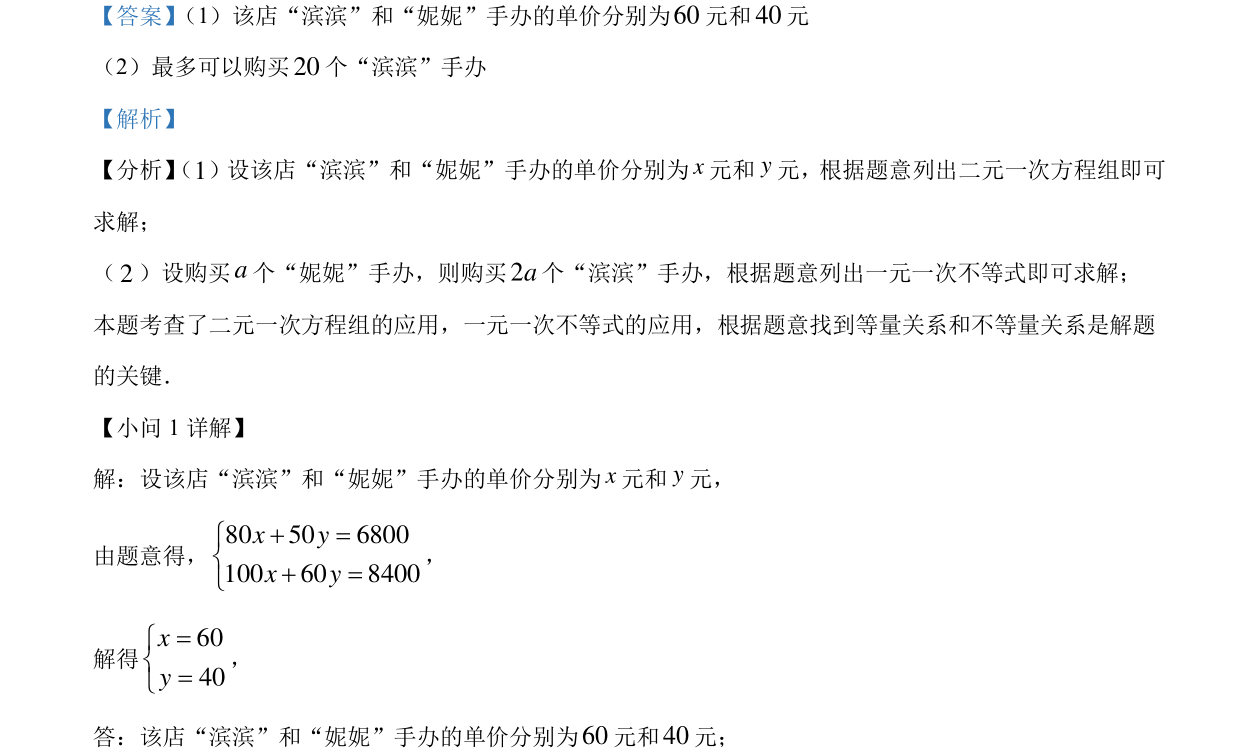 【答案】（1）该店“滨滨”和“妮妮”手办的单价分别为60 元和40 元
（2）最多可以购买20 个“滨滨”手办
【解析】
【分析】（1）设该店“滨滨”和“妮妮”手办的单价分别为x 元和 y 元，根据题意列出二元一次方程组即可
求解；
（2）设购买a 个“妮妮”手办，则购买2a 个“滨滨”手办，根据题意列出一元一次不等式即可求解；
本题考查了二元一次方程组的应用，一元一次不等式的应用，根据题意找到等量关系和不等量关系是解题
的关键．
【小问 1 详解】
解：设该店“滨滨”和“妮妮”手办的单价分别为x 元和 y 元，
由题意得，{80x+50y=6800
100x+60y=8400，
解得{x=60
y=40，
答：该店“滨滨”和“妮妮”手办的单价分别为60 元和40 元；